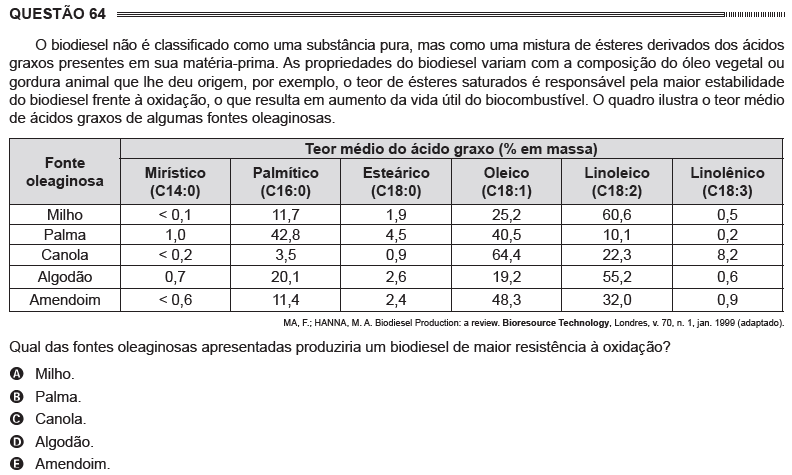 QUESTÃO 64
O biodiesel não é classificado como uma substância pura, mas como uma mistura de ésteres derivados dos ácidos
graxos presentes em sua matéria-prima. As propriedades do biodiesel variam com a composição do óleo vegetal ou
gordura animal que lhe deu origem, por exemplo, o teor de ésteres saturados é responsável pela maior estabilidade
do biodiesel frente à oxidação, o que resulta em aumento da vida útil do biocombustível. O quadro ilustra o teor médio
de ácidos graxos de algumas fontes oleaginosas.
Fonte oleaginosa
Teor médio do ácido graxo (% em massa)
Mirístico (C14:0) Palmítico (C16:0) Esteárico (C18:0) Oleico (C18:1) Linoleico (C18:2) Linolênico (C18:3)
Milho < 0,1 11,7 1,9 25,2 60,6 0,5
Palma 1,0 42,8 4,5 40,5 10,1 0,2
Canola < 0,2 3,5 0,9 64,4 22,3 8,2
Algodão 0,7 20,1 2,6 19,2 55,2 0,6
Amendoim < 0,6 11,4 2,4 48,3 32,0 0,9
MA, F.; HANNA, M. A. Biodiesel Production: a review. Bioresource Technology, Londres, v. 70, n. 1, jan. 1999 (adaptado).
Qual das fontes oleaginosas apresentadas produziria um biodiesel de maior resistência à oxidação?
A Milho.
B Palma.
C Canola.
D Algodão.
E Amendoim.